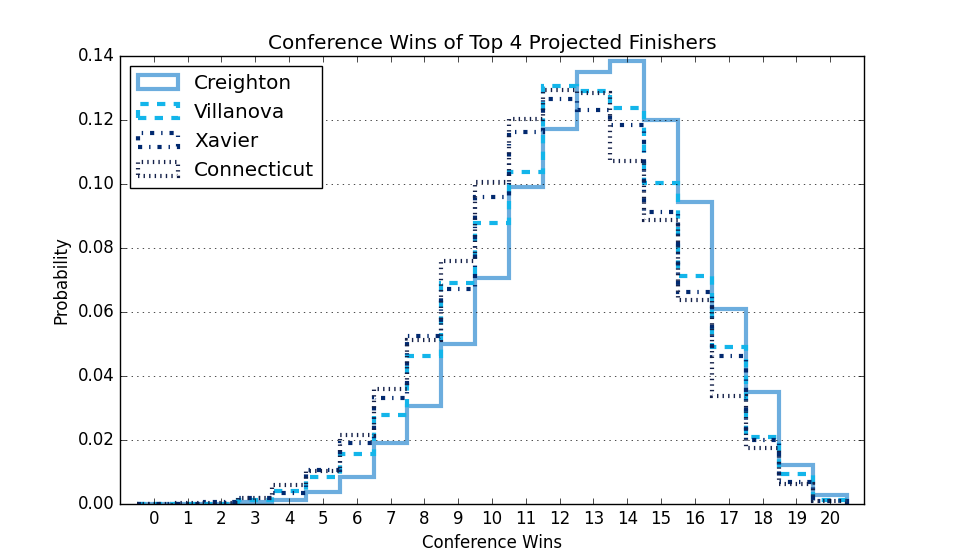 Conference Wins of Top 4 Projected Finishers
0.14
0.12
0.10
0.08
0.06
0.04
0.02
0.00
Probability
Creighton
Villanova
Xavier
Connecticut
0 1 2 3 4 5 6 7 8 9 10 11 12 13 14 15 16 17 18 19 20
Conference Wins